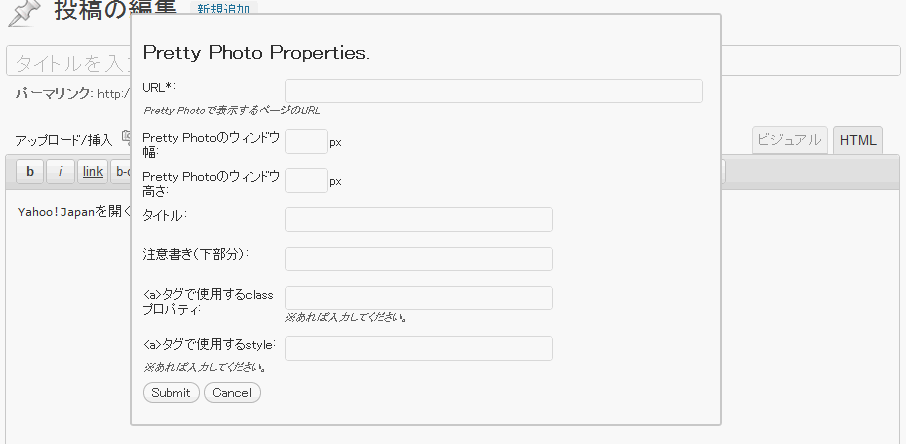 投稿の編集 新規追加
Pretty Photo Properties.
タイトルを入
パーマリンク: http:/
URL*:
Pretty Photoで表示するページのURL
アップロード/挿入
Pretty Photoのウィンドウ
幅:
px
ビジュアル
HTML
b
i
link
b-
Pretty Photoのウィンドウ
高さ:
px
Yahoo!Japanを開く
タイトル:
注意書き(下部分):
<a>タグで使用するclass
プロパティ:
※あれば入力してください。
<a>タグで使用するstyle:
※あれば入力してください。
Submit
Cancel